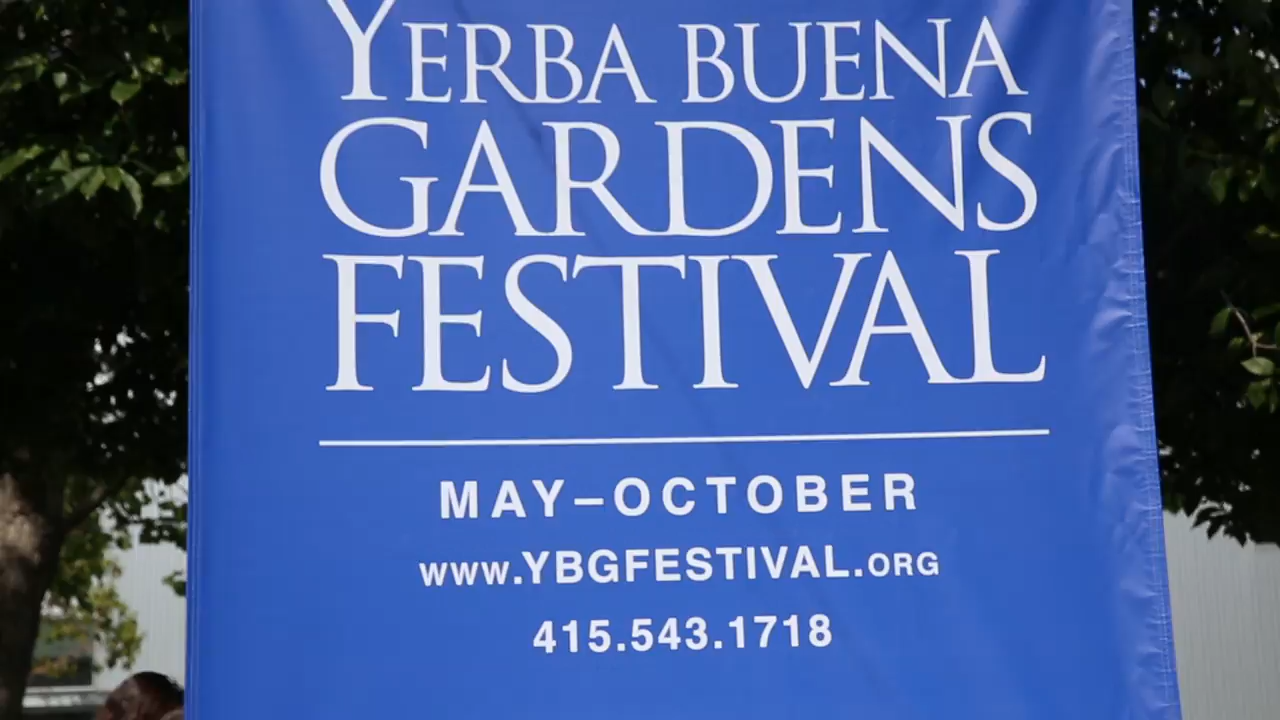 YERBA BUENA
GARDENS
FESTIVAL
MAY–OCTOBER
www.YBGFESTIVAL.ORG
415.543.1718